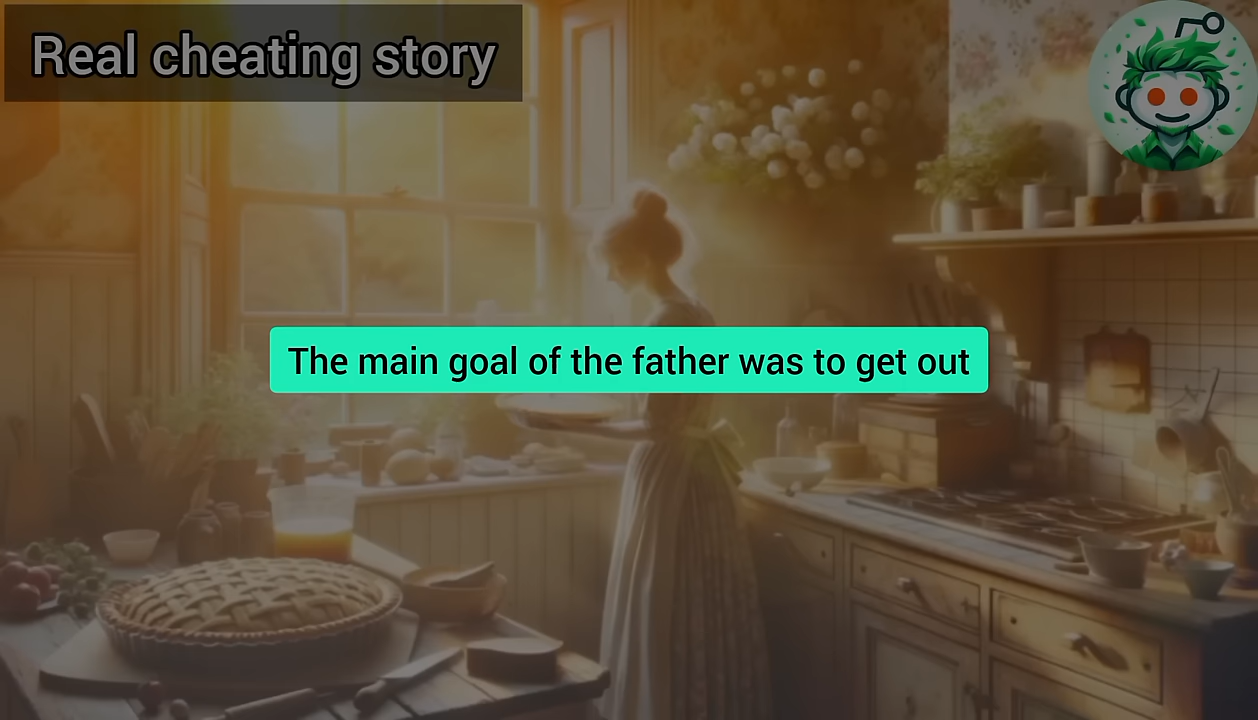 Real cheating story
The main goal of the father was to get out